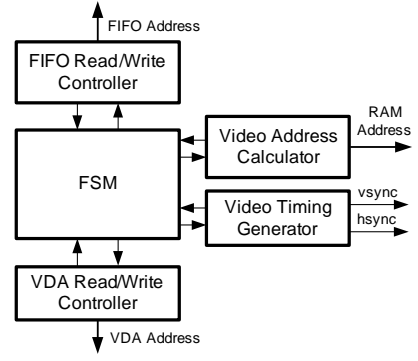 FIFO Address
FIFO Read/Write
Controller
RAM
Address
Video Address
Calculator
FSM
vsync
Video Timing
Generator
hsync
VDA Read/Write
Controller
VDA Address